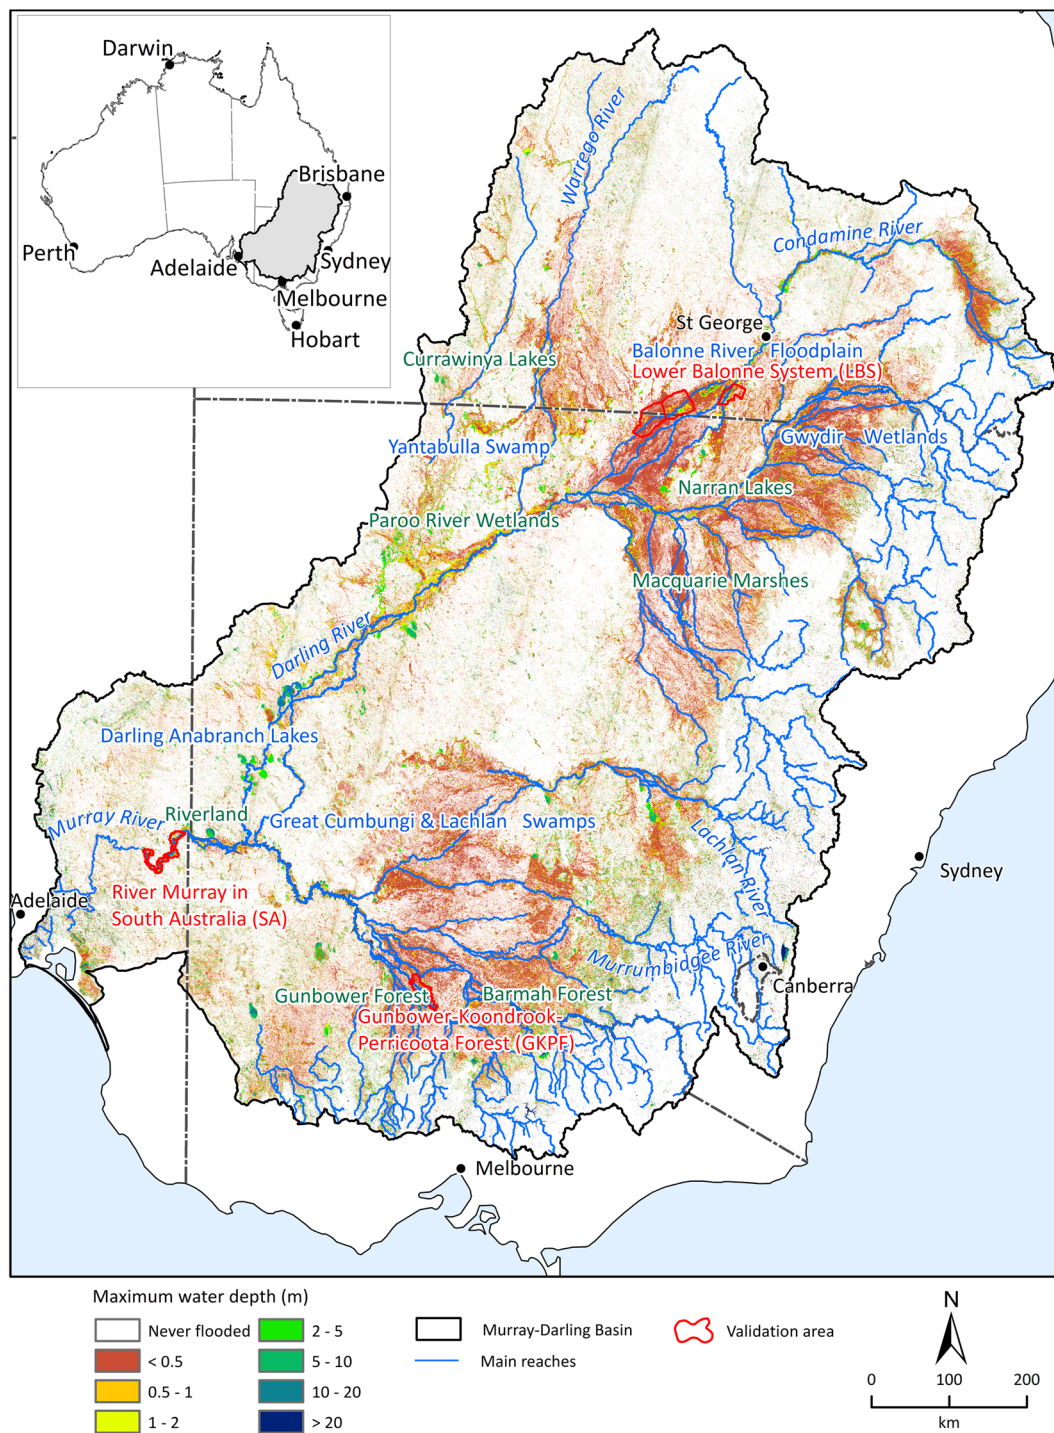 Darwin
Brisbane
Perth
Adelaide
Sydney
Melbourne
Hobart
Warrego River
Condamine River
St George
Currawinya Lakes
Balonne River Floodplain
Lower Balonne System (LBS)
Yantabulla Swamp
Gwydir Wetlands
Narran Lakes
Paroo River Wetlands
Macquarie Marshes
Darling River
Darling Anabranch Lakes
Murray River
Riverland
Great Cumbungi & Lachlan Swamps
Lachlan River
Sydney
Adelaide
River Murray in
South Australia (SA)
Murrumbidgee River
Canberra
Gunbower Forest
Barmah Forest
Gunbower-Koondrook-
Perricoota Forest (GKPF)
Melbourne
Maximum water depth (m)
Never flooded
< 0.5
0.5 - 1
1 - 2
2 - 5
5 - 10
10 - 20
> 20
Murray-Darling Basin
Main reaches
Validation area
N
0 100 200
km